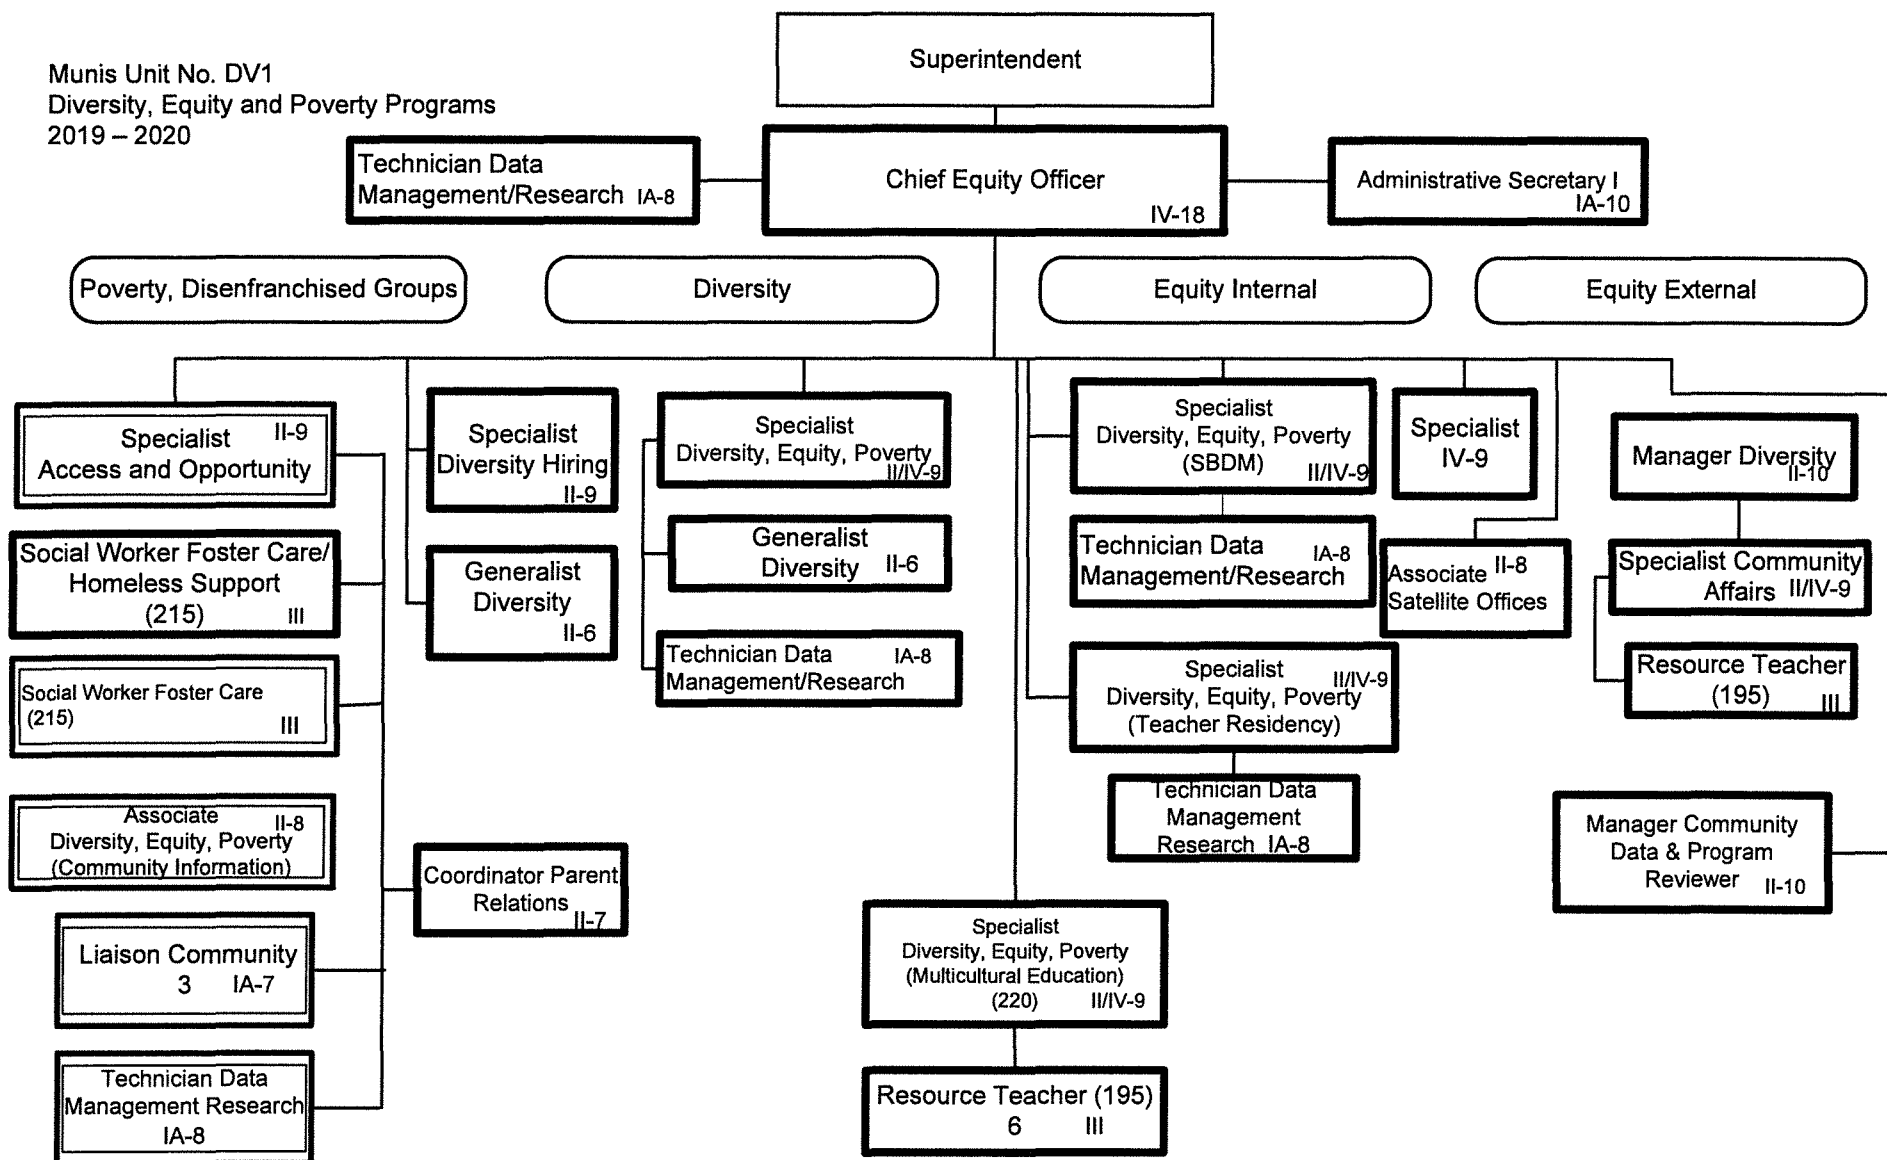 Munis Unit No. DV1
Diversity, Equity and Poverty Programs
2019 – 2020
Superintendent
Technician Data
Management/Research IA-8
Chief Equity Officer
IV-18
Administrative Secretary I
IA-10
Poverty, Disenfranchised Groups
Diversity
Equity Internal
Equity External
Specialist II-9
Access and Opportunity
Social Worker Foster Care/
Homeless Support
(215) III
Social Worker Foster Care
(215) III
Associate II-8
Diversity, Equity, Poverty
(Community Information)
Liaison Community
3 IA-7
Technician Data
Management Research
IA-8
Specialist
Diversity Hiring
II-9
Generalist
Diversity
II-6
Coordinator Parent
Relations
II-7
Specialist
Diversity, Equity, Poverty
II/IV-9
Generalist
Diversity II-6
Technician Data IA-8
Management/Research
Specialist
Diversity, Equity, Poverty
(Multicultural Education)
(220) II/IV-9
Resource Teacher (195)
6 III
Specialist
Diversity, Equity, Poverty
(SBDM) II/IV-9
Technician Data IA-8
Management/Research
Specialist II/IV-9
Diversity, Equity, Poverty
(Teacher Residency)
Technician Data
Management
Research IA-8
Specialist
IV-9
Associate II-8
Satellite Offices
Manager Diversity
II-10
Specialist Community
Affairs II/IV-9
Resource Teacher
(195) III
Manager Community
Data & Program
Reviewer II-10